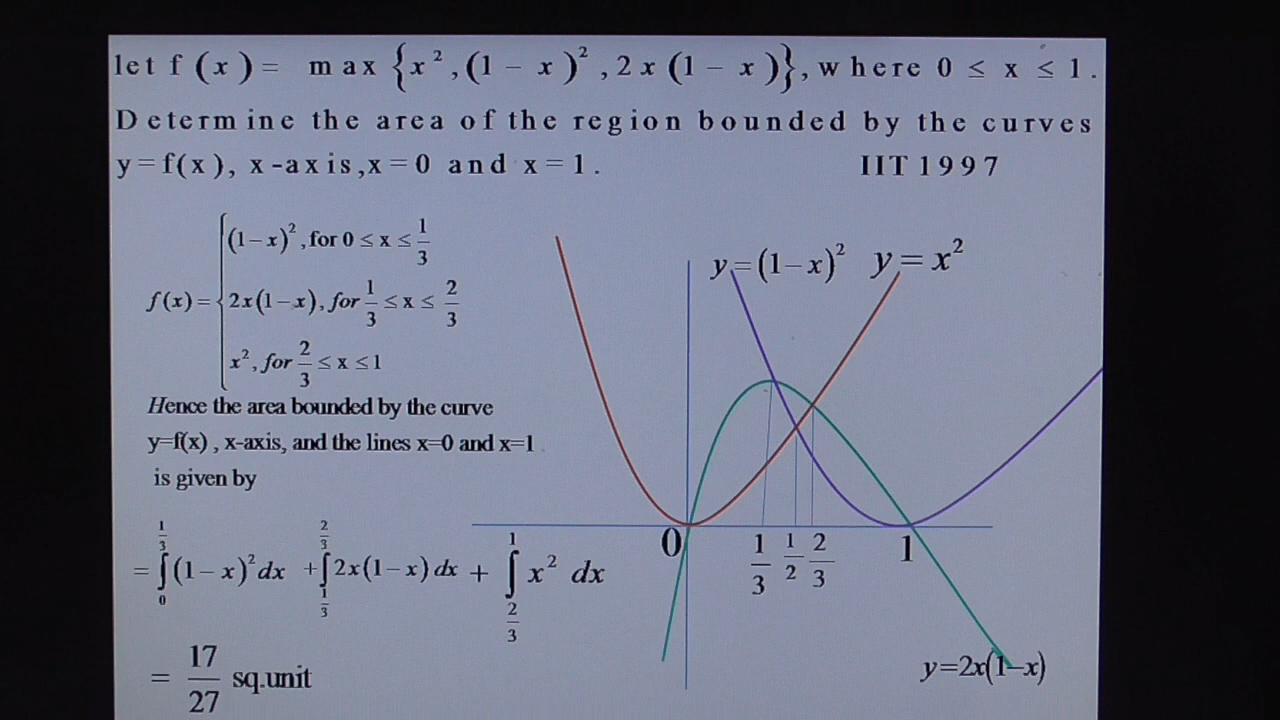 let f (x) = max {x², (1 − x)², 2x(1 − x)}, where 0 ≤ x ≤ 1.
Determine the area of the region bounded by the curves
y=f(x), x-axis,x=0 and x=1. IIT 1997
f(x) = { (1−x)², for 0 ≤ x ≤ 1/3
2x(1−x), for 1/3 ≤ x ≤ 2/3
x², for 2/3 ≤ x ≤ 1
Hence the area bounded by the curve
y=f(x) , x-axis, and the lines x=0 and x=1
is given by
= ∫₀^{1/3} (1−x)² dx + ∫_{1/3}^{2/3} 2x(1−x) dx + ∫_{2/3}^{1} x² dx
= 17/27 sq.unit
y=(1−x)² y=x²
0 1/3 1/2 2/3 1
y=2x(1−x)